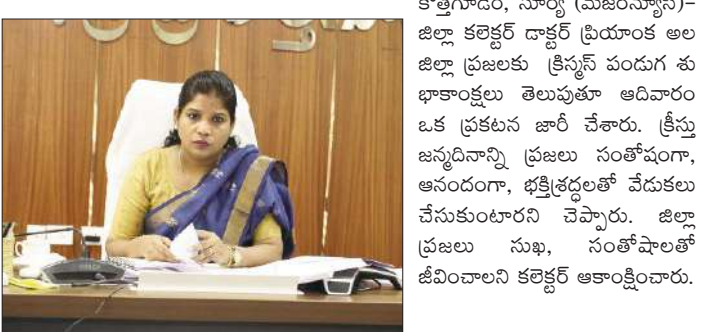 కొత్తగూడెం, సూర్య (మేజర్‌న్యూస్)-
జిల్లా కలెక్టర్ డాక్టర్ ప్రియాంక అల
జిల్లా ప్రజలకు క్రిస్మస్ పండుగ శు
భాకాంక్షలు తెలుపుతూ ఆదివారం
ఒక ప్రకటన జారీ చేశారు. క్రీస్తు
జన్మదినాన్ని ప్రజలు సంతోషంగా,
ఆనందంగా, భక్తిశ్రద్ధలతో వేడుకలు
చేసుకుంటారని చెప్పారు. జిల్లా
ప్రజలు సుఖ, సంతోషాలతో
జీవించాలని కలెక్టర్ ఆకాంక్షించారు.